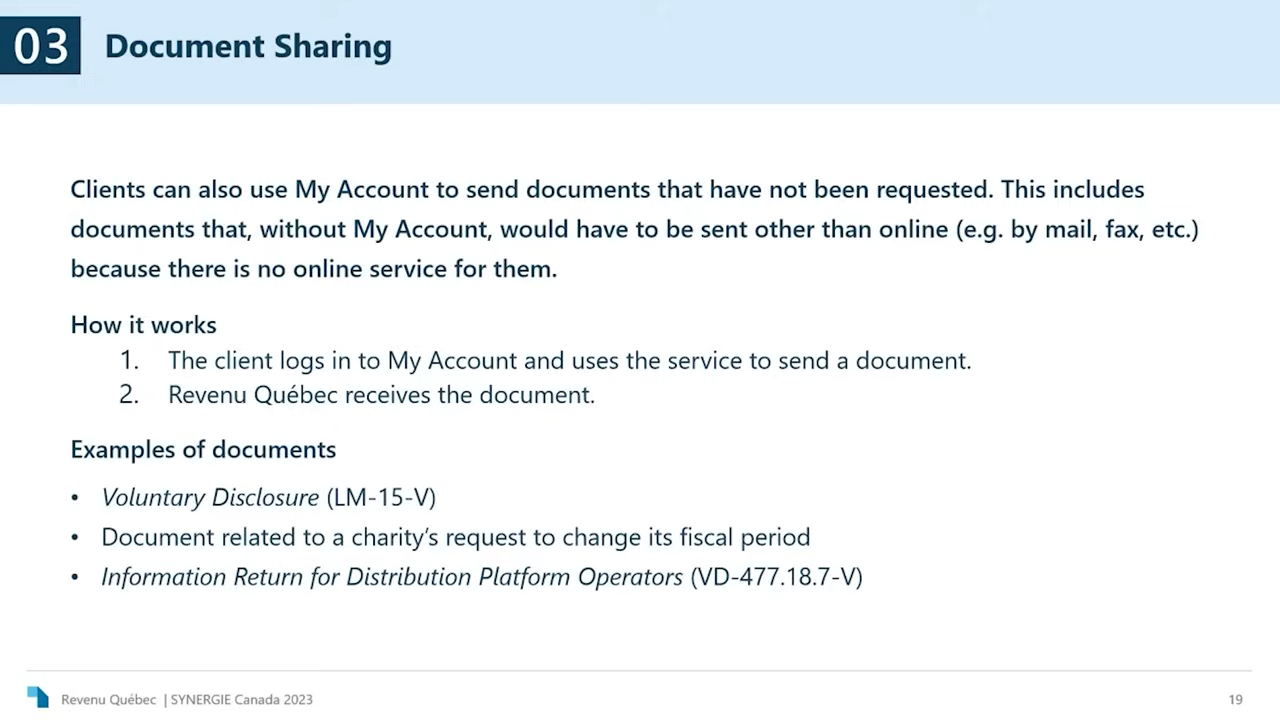 03 Document Sharing
Clients can also use My Account to send documents that have not been requested. This includes
documents that, without My Account, would have to be sent other than online (e.g. by mail, fax, etc.)
because there is no online service for them.
How it works
1. The client logs in to My Account and uses the service to send a document.
2. Revenu Québec receives the document.
Examples of documents
• Voluntary Disclosure (LM-15-V)
• Document related to a charity’s request to change its fiscal period
• Information Return for Distribution Platform Operators (VD-477.18.7-V)
Revenu Québec | SYNERGIE Canada 2023 19